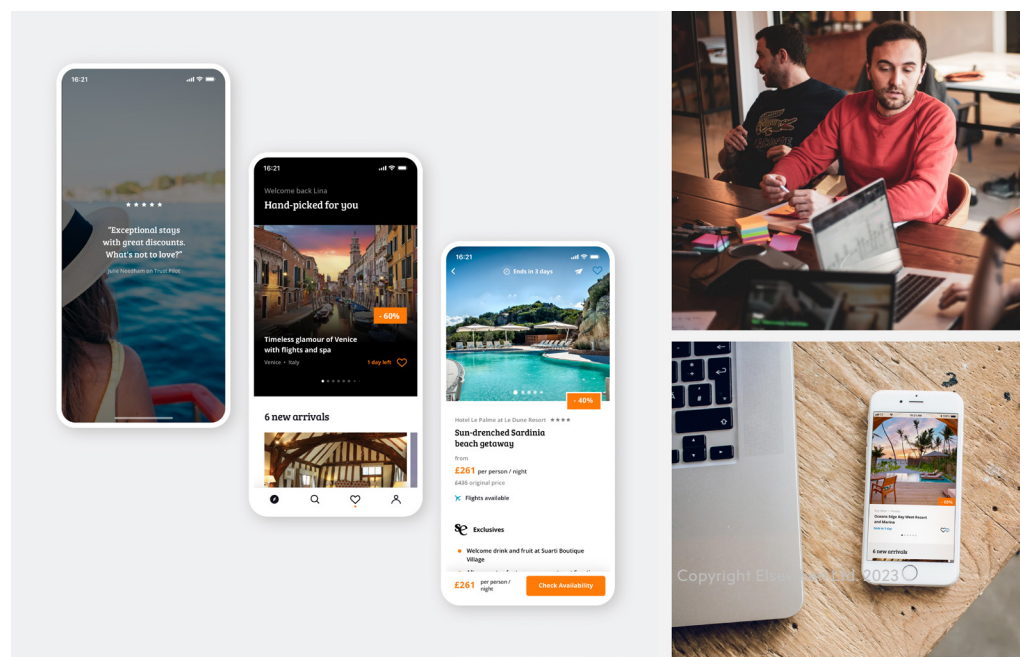 16:21
★★★★★
“Exceptional stays
with great discounts.
What's not to love?”
Julie Needham on Trust Pilot
16:21
Welcome back Lina
Hand-picked for you
- 60%
Timeless glamour of Venice
with flights and spa
Venice • Italy
1 day left
6 new arrivals
16:21
Ends in 3 days
- 40%
Hotel Le Palme at Le Dune Resort ★★★★
Sun-drenched Sardinia
beach getaway
from
£261 per person / night
£435 original price
Flights available
Exclusives
Welcome drink and fruit at Suarti Boutique
Village
£261 per person /
night
Check Availability
Oceans Edge Key West Resort
and Marina
6 new arrivals
Copyright Ltd. 2023